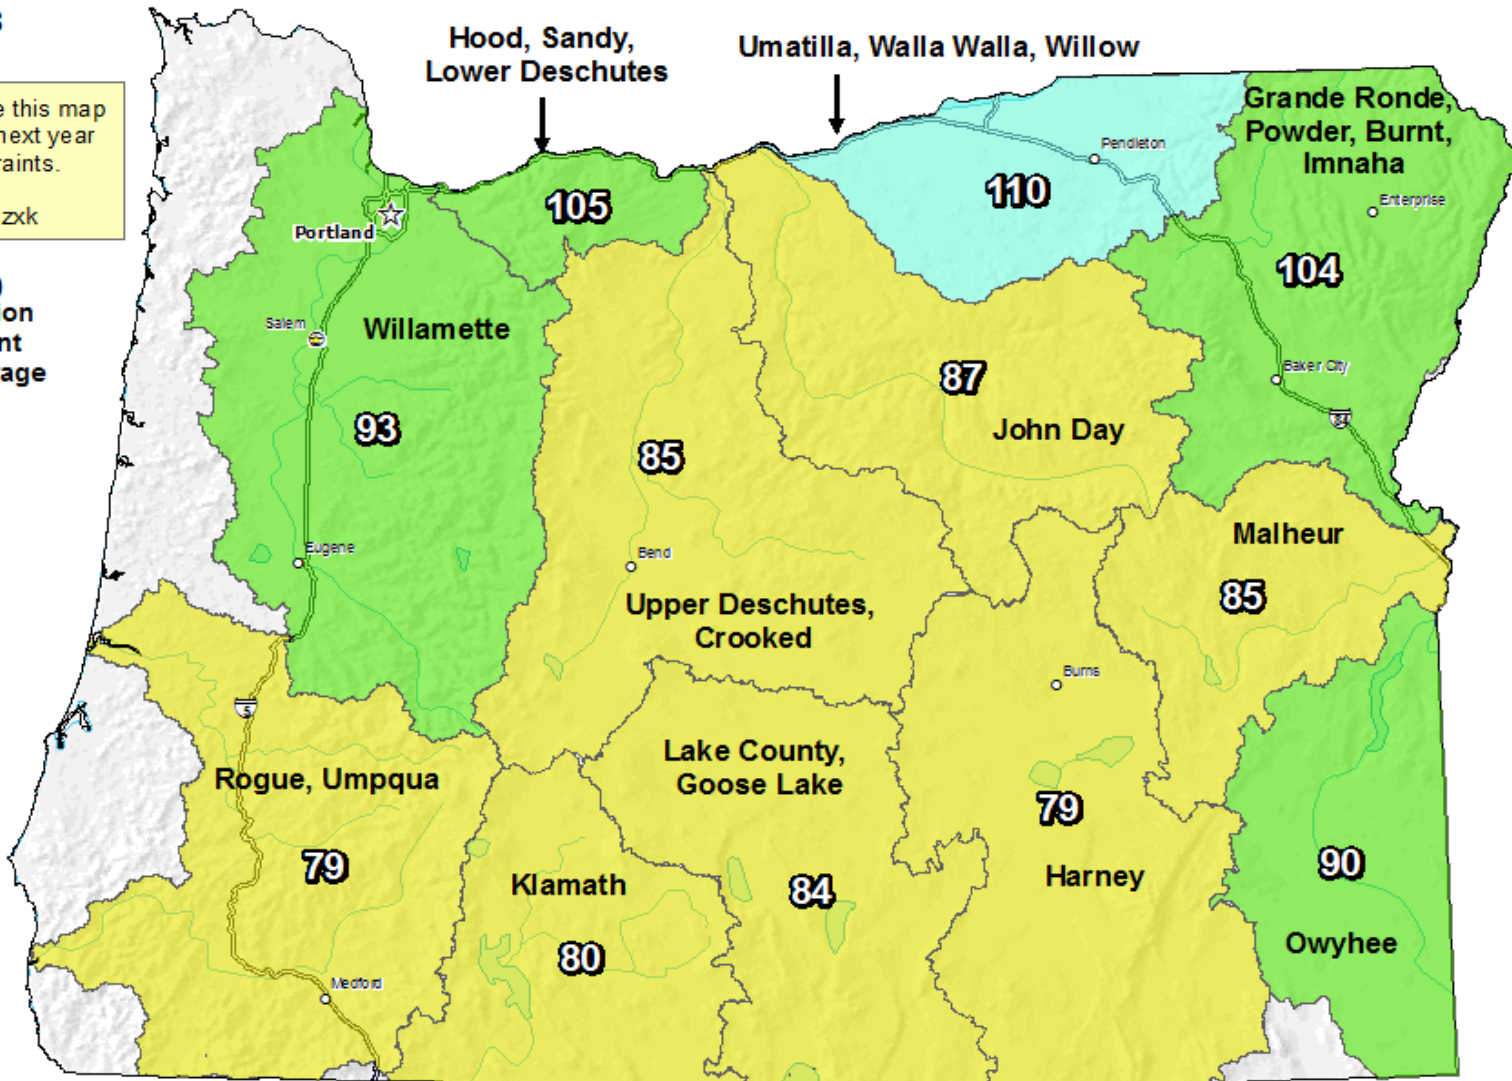 e this map
next year
raints.
zxk
Hood, Sandy,
Lower Deschutes
Umatilla, Walla Walla, Willow
Grande Ronde,
Powder, Burnt,
Imnaha
Pendleton
110
Enterprise
105
Portland
104
Salem
Willamette
Baker City
84
87
John Day
93
85
Malheur
Eugene
Bend
85
Upper Deschutes,
Crooked
Burns
5
Lake County,
Goose Lake
Rogue, Umpqua
79
Harney
79
Klamath
84
90
Owyhee
80
Medford